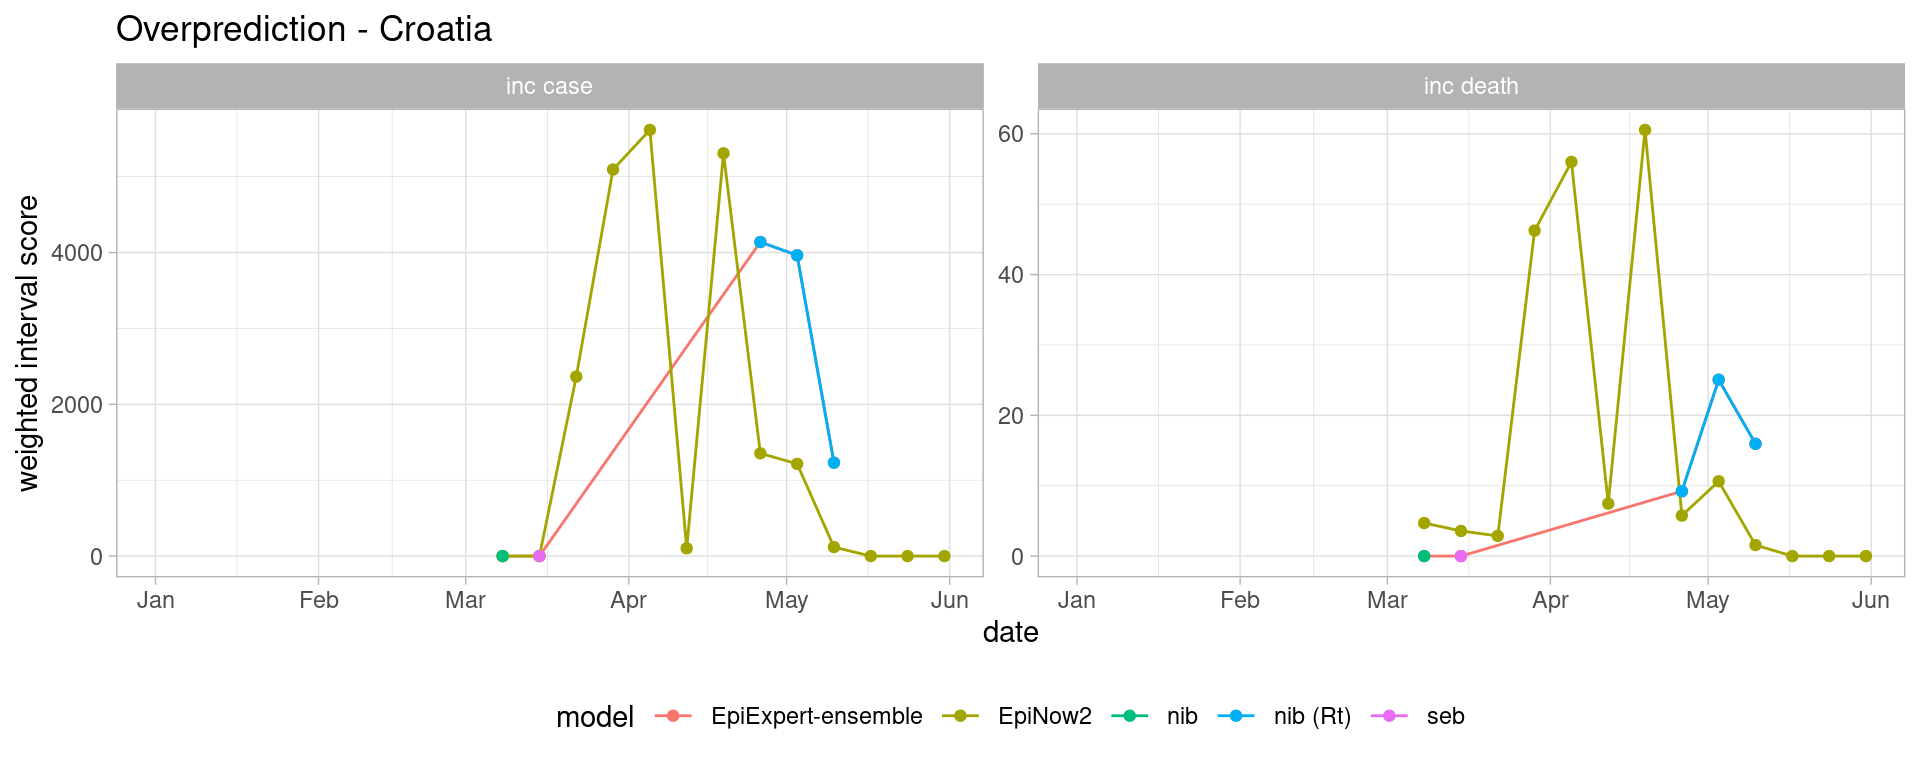 Overprediction - Croatia
inc case
inc death
weighted interval score
4000
2000
0
60
40
20
0
Jan Feb Mar Apr May Jun
Jan Feb Mar Apr May Jun
date
model EpiExpert-ensemble EpiNow2 nib nib (Rt) seb